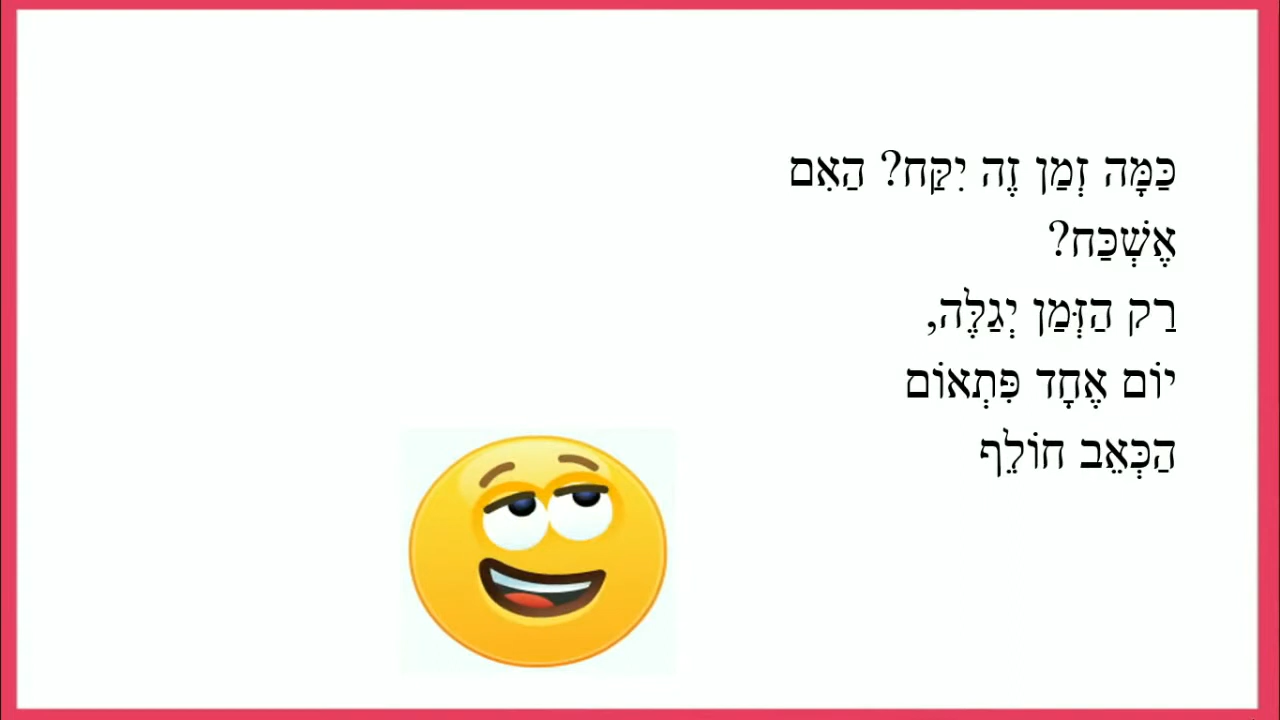 כַּמָּה זְמַן זֶה יִקַּח? הַאִם
אֶשְׁכַּח?
רַק הַזְּמַן יְגַלֶּה,
יוֹם אֶחָד פִּתְאוֹם
הַכְּאֵב חוֹלֵף